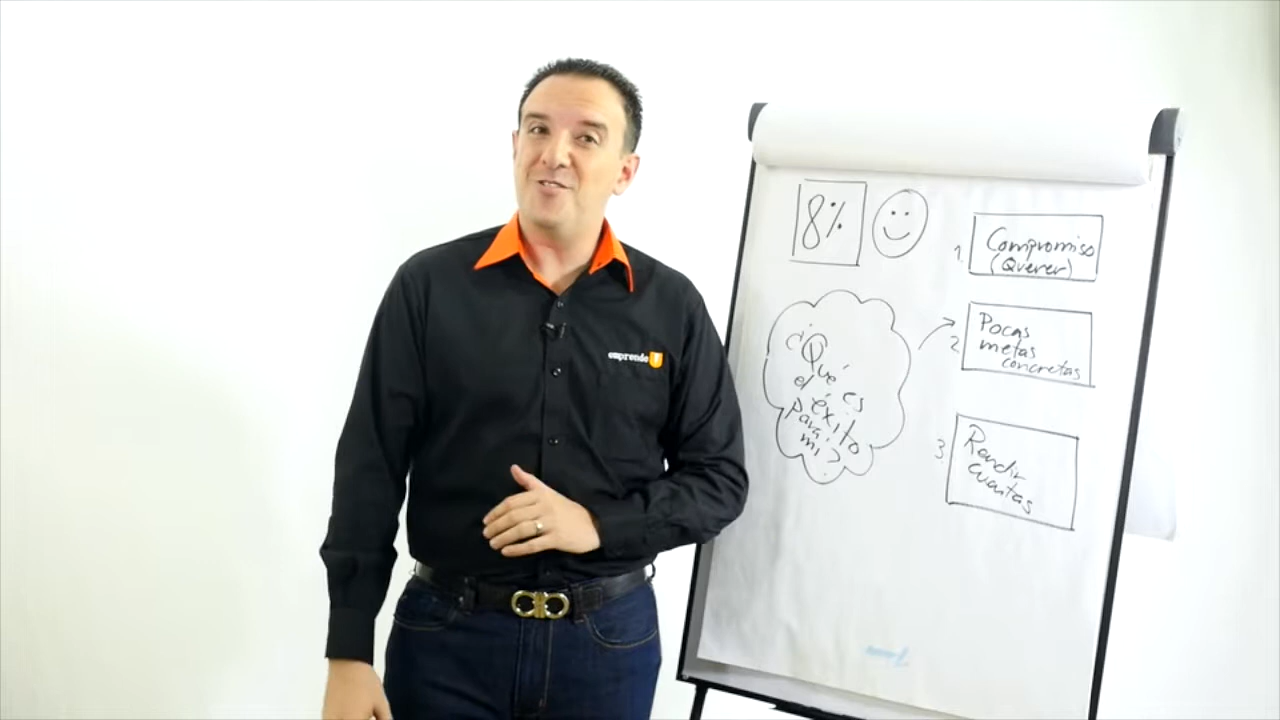 emprende
8%
¿Qué
es
el éxito
para
mi?
1. Compromiso
(Querer)
2. Pocas
metas
concretas
3. Rendir
cuentas